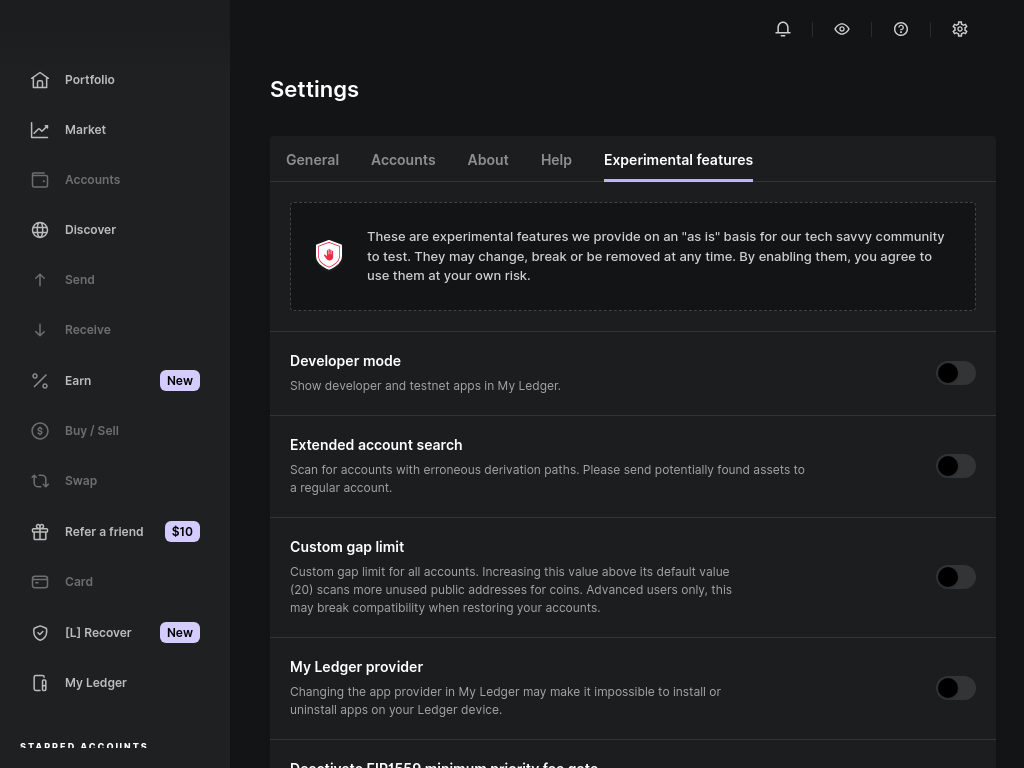 Portfolio
Market
Accounts
Discover
Send
Receive
Earn New
Buy / Sell
Swap
Refer a friend $10
Card
[L] Recover New
My Ledger
STARRED ACCOUNTS
Settings
General Accounts About Help Experimental features
These are experimental features we provide on an "as is" basis for our tech savvy community
to test. They may change, break or be removed at any time. By enabling them, you agree to
use them at your own risk.
Developer mode
Show developer and testnet apps in My Ledger.
Extended account search
Scan for accounts with erroneous derivation paths. Please send potentially found assets to
a regular account.
Custom gap limit
Custom gap limit for all accounts. Increasing this value above its default value
(20) scans more unused public addresses for coins. Advanced users only, this
may break compatibility when restoring your accounts.
My Ledger provider
Changing the app provider in My Ledger may make it impossible to install or
uninstall apps on your Ledger device.
Deactivate EIP1559 minimum priority fee gate